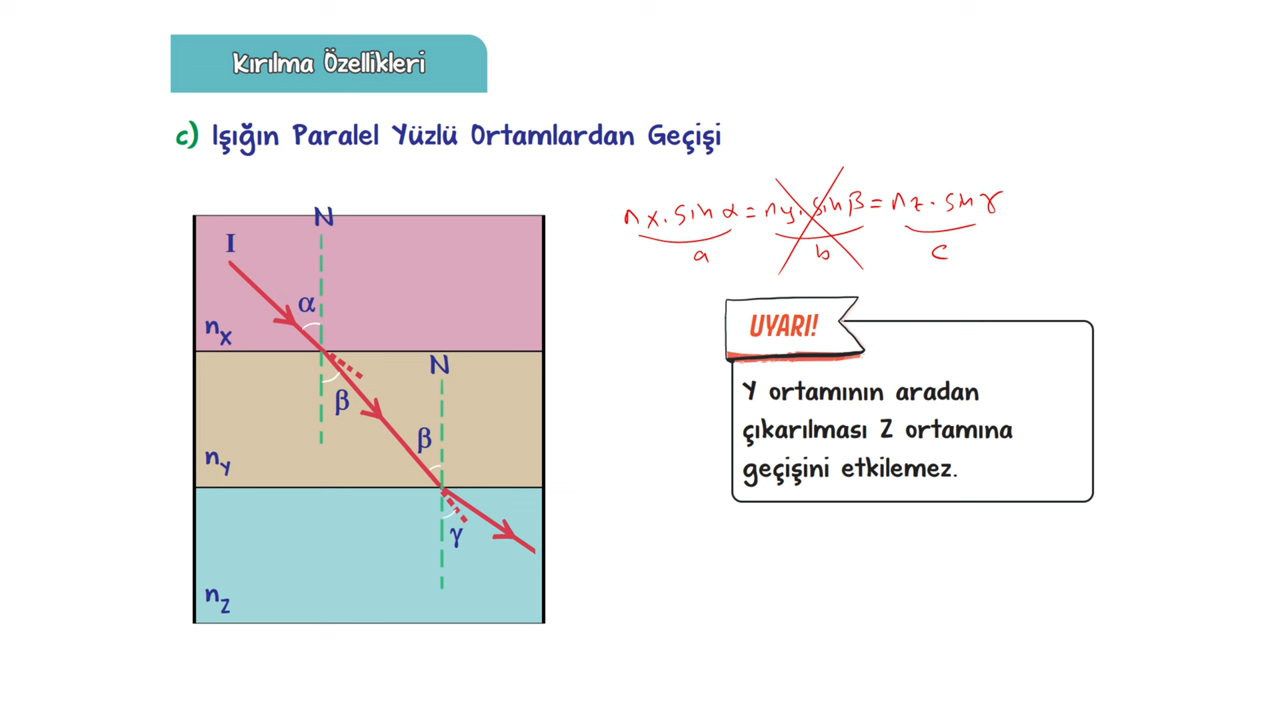 Kırılma Özellikleri
c) Işığın Paralel Yüzlü Ortamlardan Geçişi
nx. sin α = ny. sin β = nz. sin γ
a b c
N
I
α
nX
N
β
β
nY
γ
nZ
UYARI!
Y ortamının aradan
çıkarılması Z ortamına
geçişini etkilemez.